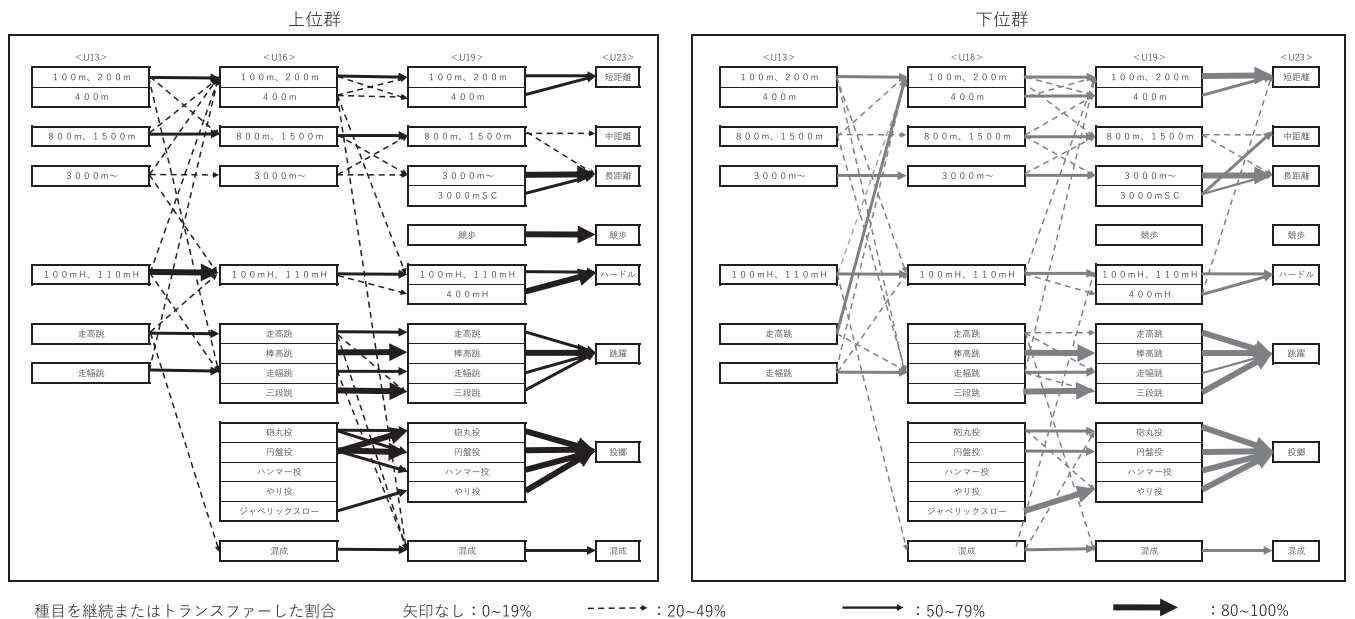 上位群
<U13>
<U16>
<U19>
<U23>
100m、200m
400m
800m、1500m
3000m～
100mH、110mH
走高跳
走幅跳
100m、200m
400m
800m、1500m
3000m～
100mH、110mH
走高跳
棒高跳
走幅跳
三段跳
砲丸投
円盤投
ハンマー投
やり投
ジャベリックスロー
混成
100m、200m
400m
800m、1500m
3000m～
3000mSC
競歩
100mH、110mH
400mH
走高跳
棒高跳
走幅跳
三段跳
砲丸投
円盤投
ハンマー投
やり投
混成
短距離
中距離
長距離
競歩
ハードル
跳躍
投擲
混成
下位群
<U13>
<U16>
<U19>
<U23>
100m、200m
400m
800m、1500m
3000m～
100mH、110mH
走高跳
走幅跳
100m、200m
400m
800m、1500m
3000m～
100mH、110mH
走高跳
棒高跳
走幅跳
三段跳
砲丸投
円盤投
ハンマー投
やり投
ジャベリックスロー
混成
100m、200m
400m
800m、1500m
3000m～
3000mSC
競歩
100mH、110mH
400mH
走高跳
棒高跳
走幅跳
三段跳
砲丸投
円盤投
ハンマー投
やり投
混成
短距離
中距離
長距離
競歩
ハードル
跳躍
投擲
混成
種目を継続またはトランスファーした割合 矢印なし：0~19% ：20~49% ：50~79% ：80~100%